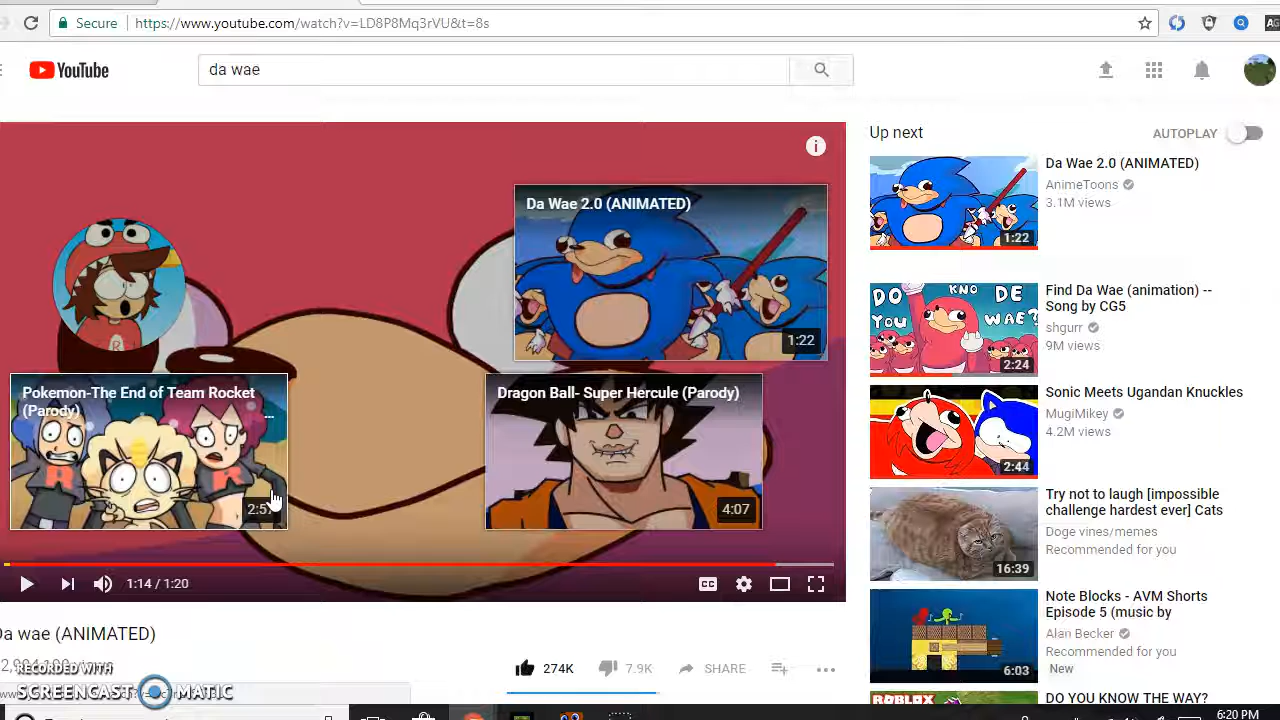 Secure https://www.youtube.com/watch?v=LD8P8Mq3rVU&t=8s
AG
YouTube
da wae
Da Wae 2.0 (ANIMATED)
1:22
Pokemon-The End of Team Rocket
(Parody) ...
R R
Dragon Ball- Super Hercule (Parody)
4:07
1:14 / 1:20
CC
Da wae (ANIMATED)
274K 7.9K SHARE
RECORDED WITH
SCREENCAST MATIC
Up next AUTOPLAY
1:22
Da Wae 2.0 (ANIMATED)
AnimeToons
3.1M views
DO KNO DE
YOU WAE?
2:24
Find Da Wae (animation) --
Song by CG5
shgurr
9M views
2:44
Sonic Meets Ugandan Knuckles
MugiMikey
4.2M views
16:39
Try not to laugh [impossible
challenge hardest ever] Cats
Doge vines/memes
Recommended for you
6:03
Note Blocks - AVM Shorts
Episode 5 (music by
Alan Becker
Recommended for you
New
ROBLOX
DO YOU KNOW THE WAY?
6:20 PM